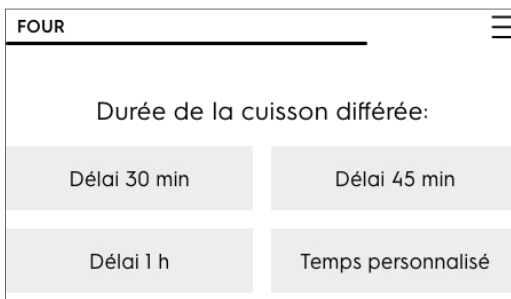 FOUR
Durée de la cuisson différée:
Délai 30 min
Délai 45 min
Délai 1 h
Temps personnalisé